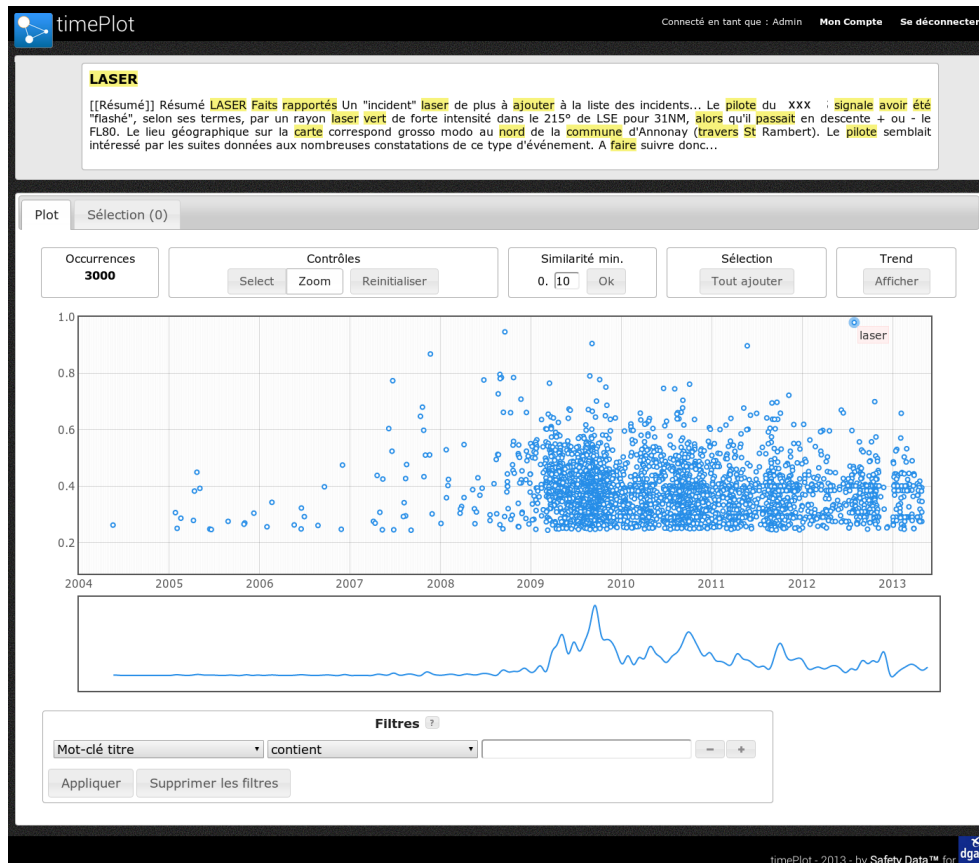 timePlot
Connecté en tant que : Admin Mon Compte Se déconnecter
LASER
[[Résumé]] Résumé LASER Faits rapportés Un "incident" laser de plus à ajouter à la liste des incidents... Le pilote du xxx signale avoir été
"flashé", selon ses termes, par un rayon laser vert de forte intensité dans le 215° de LSE pour 31NM, alors qu'il passait en descente + ou - le
FL80. Le lieu géographique sur la carte correspond grosso modo au nord de la commune d'Annonay (travers St Rambert). Le pilote semblait
intéressé par les suites données aux nombreuses constatations de ce type d'événement. A faire suivre donc...
Plot Sélection (0)
Occurrences Contrôles Similarité min. Sélection Trend
3000 Select Zoom Reinitialiser 0. 10 Ok Tout ajouter Afficher
1.0
laser
0.8
0.6
0.4
0.2
2004 2005 2006 2007 2008 2009 2010 2011 2012 2013
Filtres ?
Mot-clé titre contient − +
Appliquer Supprimer les filtres
timePlot - 2013 - by Safety Data™ for dga